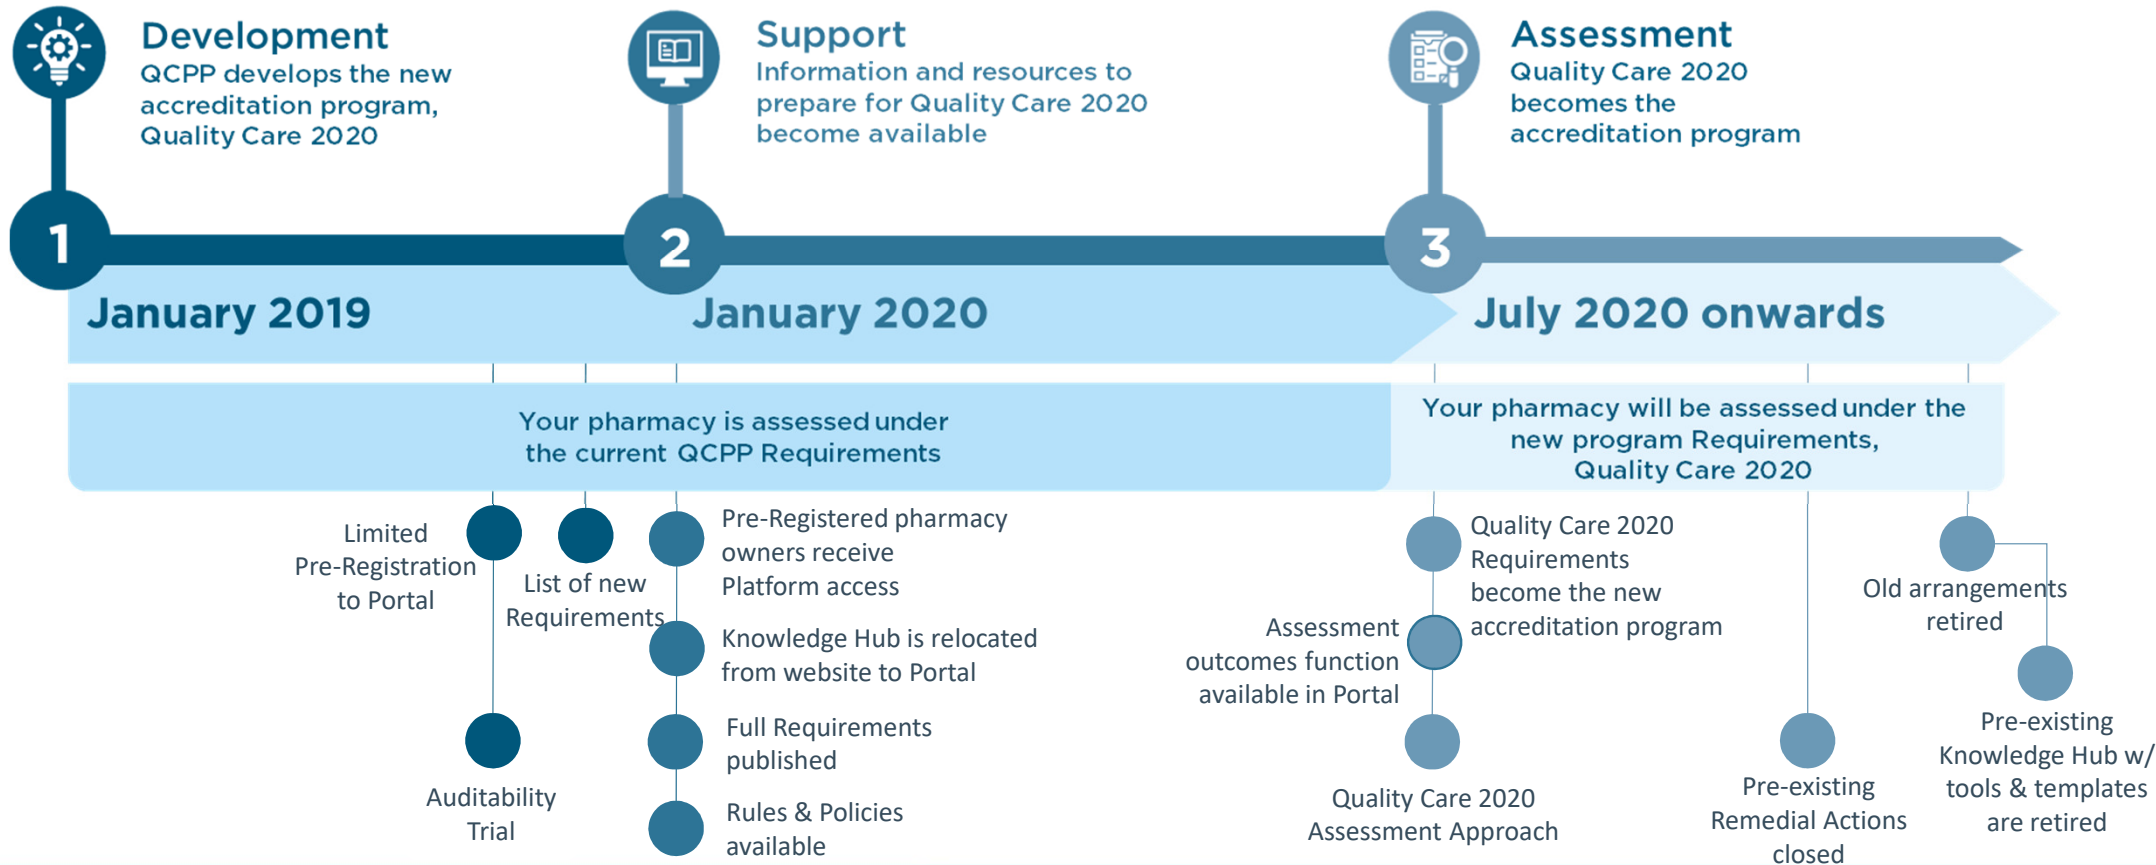 Development
QCPP develops the new
accreditation program,
Quality Care 2020
Support
Information and resources to
prepare for Quality Care 2020
become available
Assessment
Quality Care 2020
becomes the
accreditation program
1
2
3
January 2019
January 2020
July 2020 onwards
Your pharmacy is assessed under
the current QCPP Requirements
Your pharmacy will be assessed under the
new program Requirements,
Quality Care 2020
Limited
Pre-Registration
to Portal
Auditability
Trial
List of new
Requirements
Pre-Registered pharmacy
owners receive
Platform access
Knowledge Hub is relocated
from website to Portal
Full Requirements
published
Rules & Policies
available
Quality Care 2020
Requirements
become the new
accreditation program
Assessment
outcomes function
available in Portal
Quality Care 2020
Assessment Approach
Pre-existing
Remedial Actions
closed
Old arrangements
retired
Pre-existing
Knowledge Hub w/
tools & templates
are retired